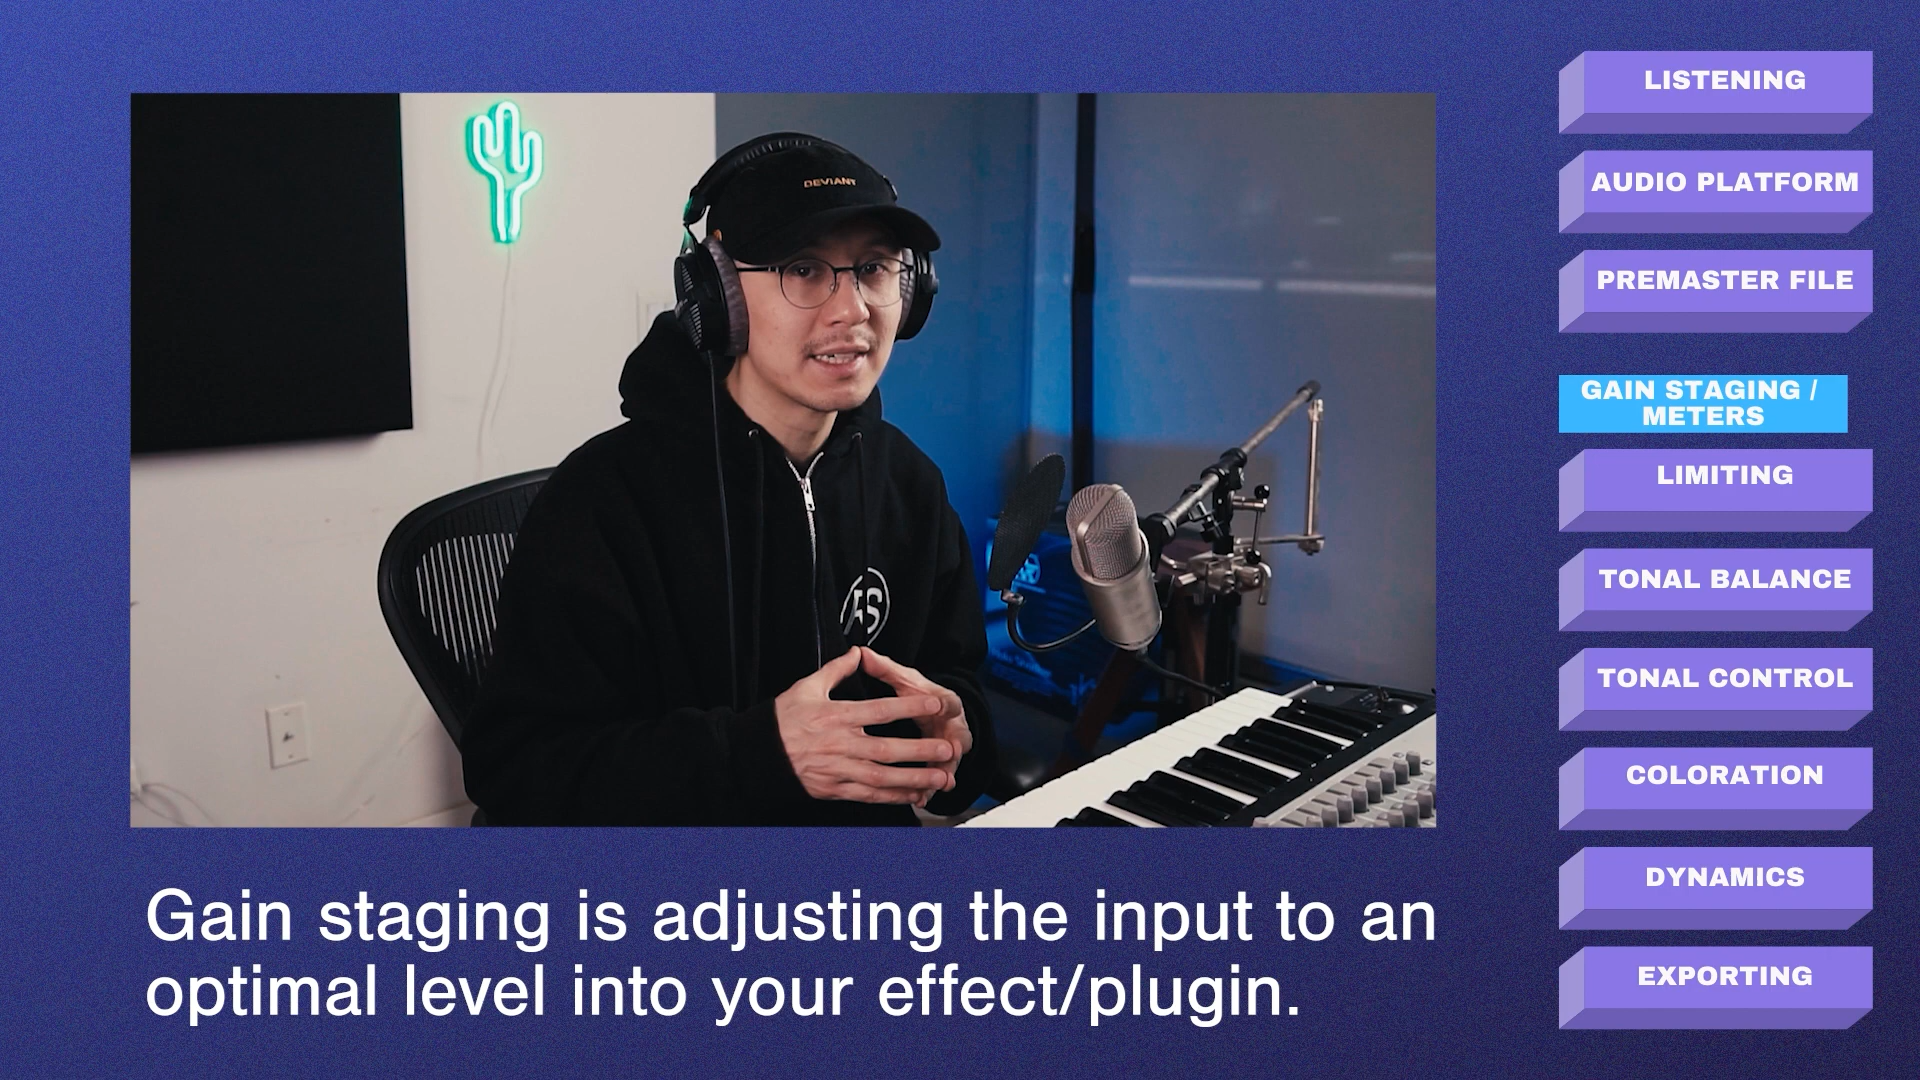 DEVIANT
Gain staging is adjusting the input to an
optimal level into your effect/plugin.
LISTENING
AUDIO PLATFORM
PREMASTER FILE
GAIN STAGING /
METERS
LIMITING
TONAL BALANCE
TONAL CONTROL
COLORATION
DYNAMICS
EXPORTING